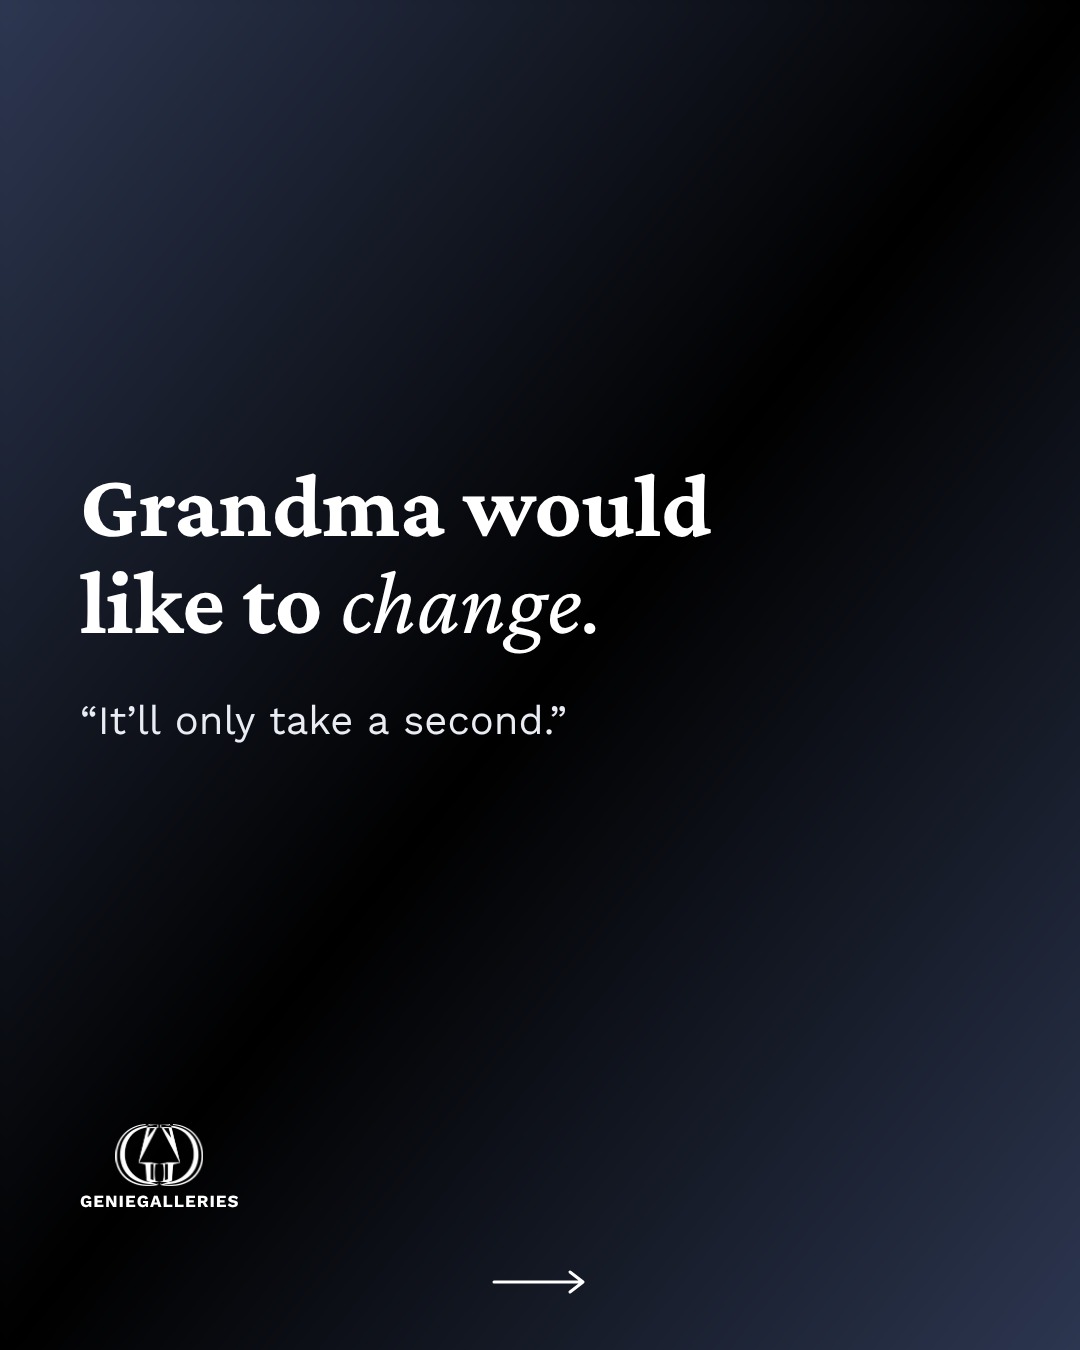 Grandma would
like to change.
“It’ll only take a second.”
GENIEGALLERIES